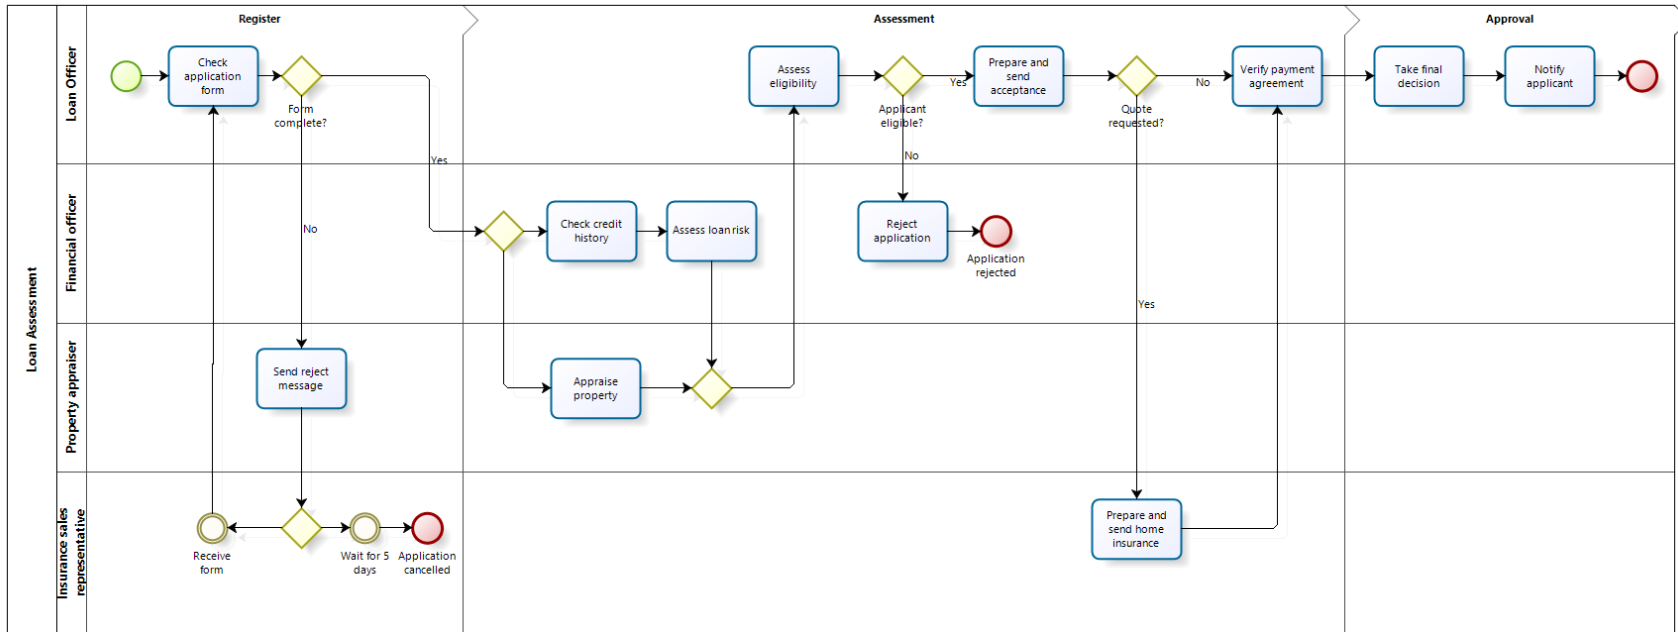 Register
Assessment
Approval
Loan Assessment
Loan Officer
Check
application
form
Form
complete?
Yes
No
Assess
eligibility
Applicant
eligible?
Yes
No
Prepare and
send
acceptance
Quote
requested?
No
Yes
Verify payment
agreement
Take final
decision
Notify
applicant
Financial officer
Check credit
history
Assess loan risk
Reject
application
Application
rejected
Property appraiser
Send reject
message
Appraise
property
Insurance sales
representative
Receive
form
Wait for 5
days
Application
cancelled
Prepare and
send home
insurance